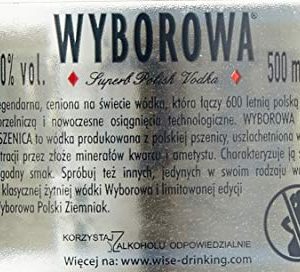 WYBOROWA®
0% vol.
Superb Polish Vodka
500 m
egendarna, ceniona na świecie wódka, która łączy 600 letnią polską
orzelniczą i nowoczesne osiągnięcia technologiczne. WYBOROWA
SZENICA to wódka produkowana z polskiej pszenicy, uszlachetniona w
tracji przez złoże minerałów kwarcu i ametystu. Charakteryzuje ją s
godny smak. Spróbuj też innych, jedynych w swoim rodzaju w
klasycznej żytniej wódki Wyborowa i limitowanej edycji
yborowa Polski Ziemniak.
KORZYSTAJ Z ALKOHOLU ODPOWIEDZIALNIE
Więcej na: www.wise-drinking.com